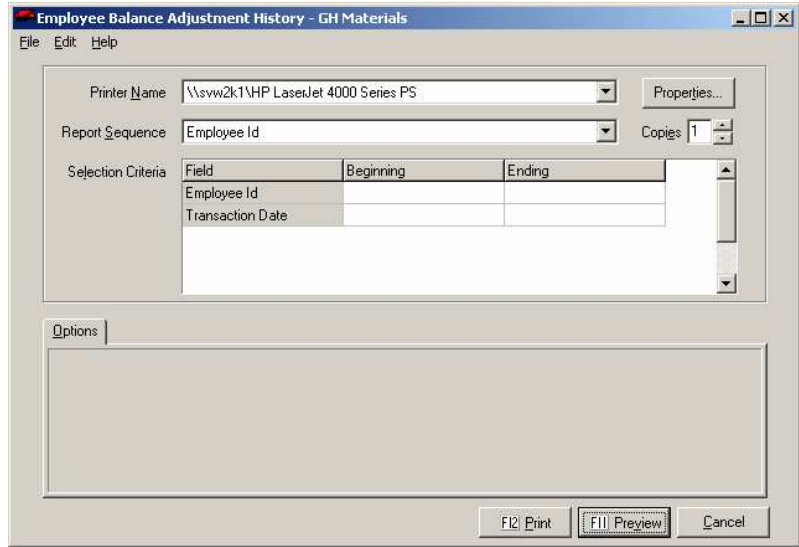 Employee Balance Adjustment History - GH Materials
File Edit Help
Printer Name \\svw2k1\HP LaserJet 4000 Series PS Properties...
Report Sequence Employee Id Copies 1
Selection Criteria Field Beginning Ending
Employee Id
Transaction Date
Options
F12 Print F11 Preview Cancel